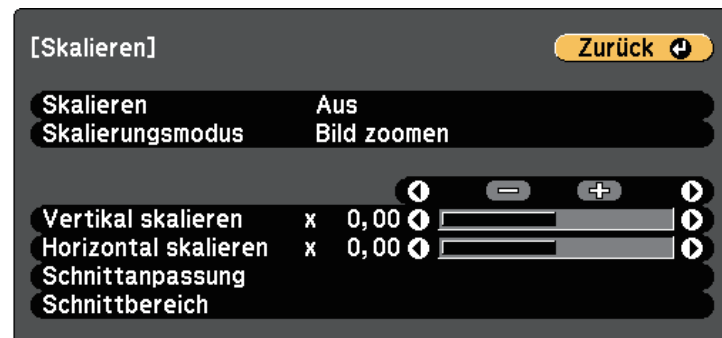 [Skalieren] Zurück
Skalieren Aus
Skalierungsmodus Bild zoomen
− +
Vertikal skalieren x 0,00
Horizontal skalieren x 0,00
Schnittanpassung
Schnittbereich